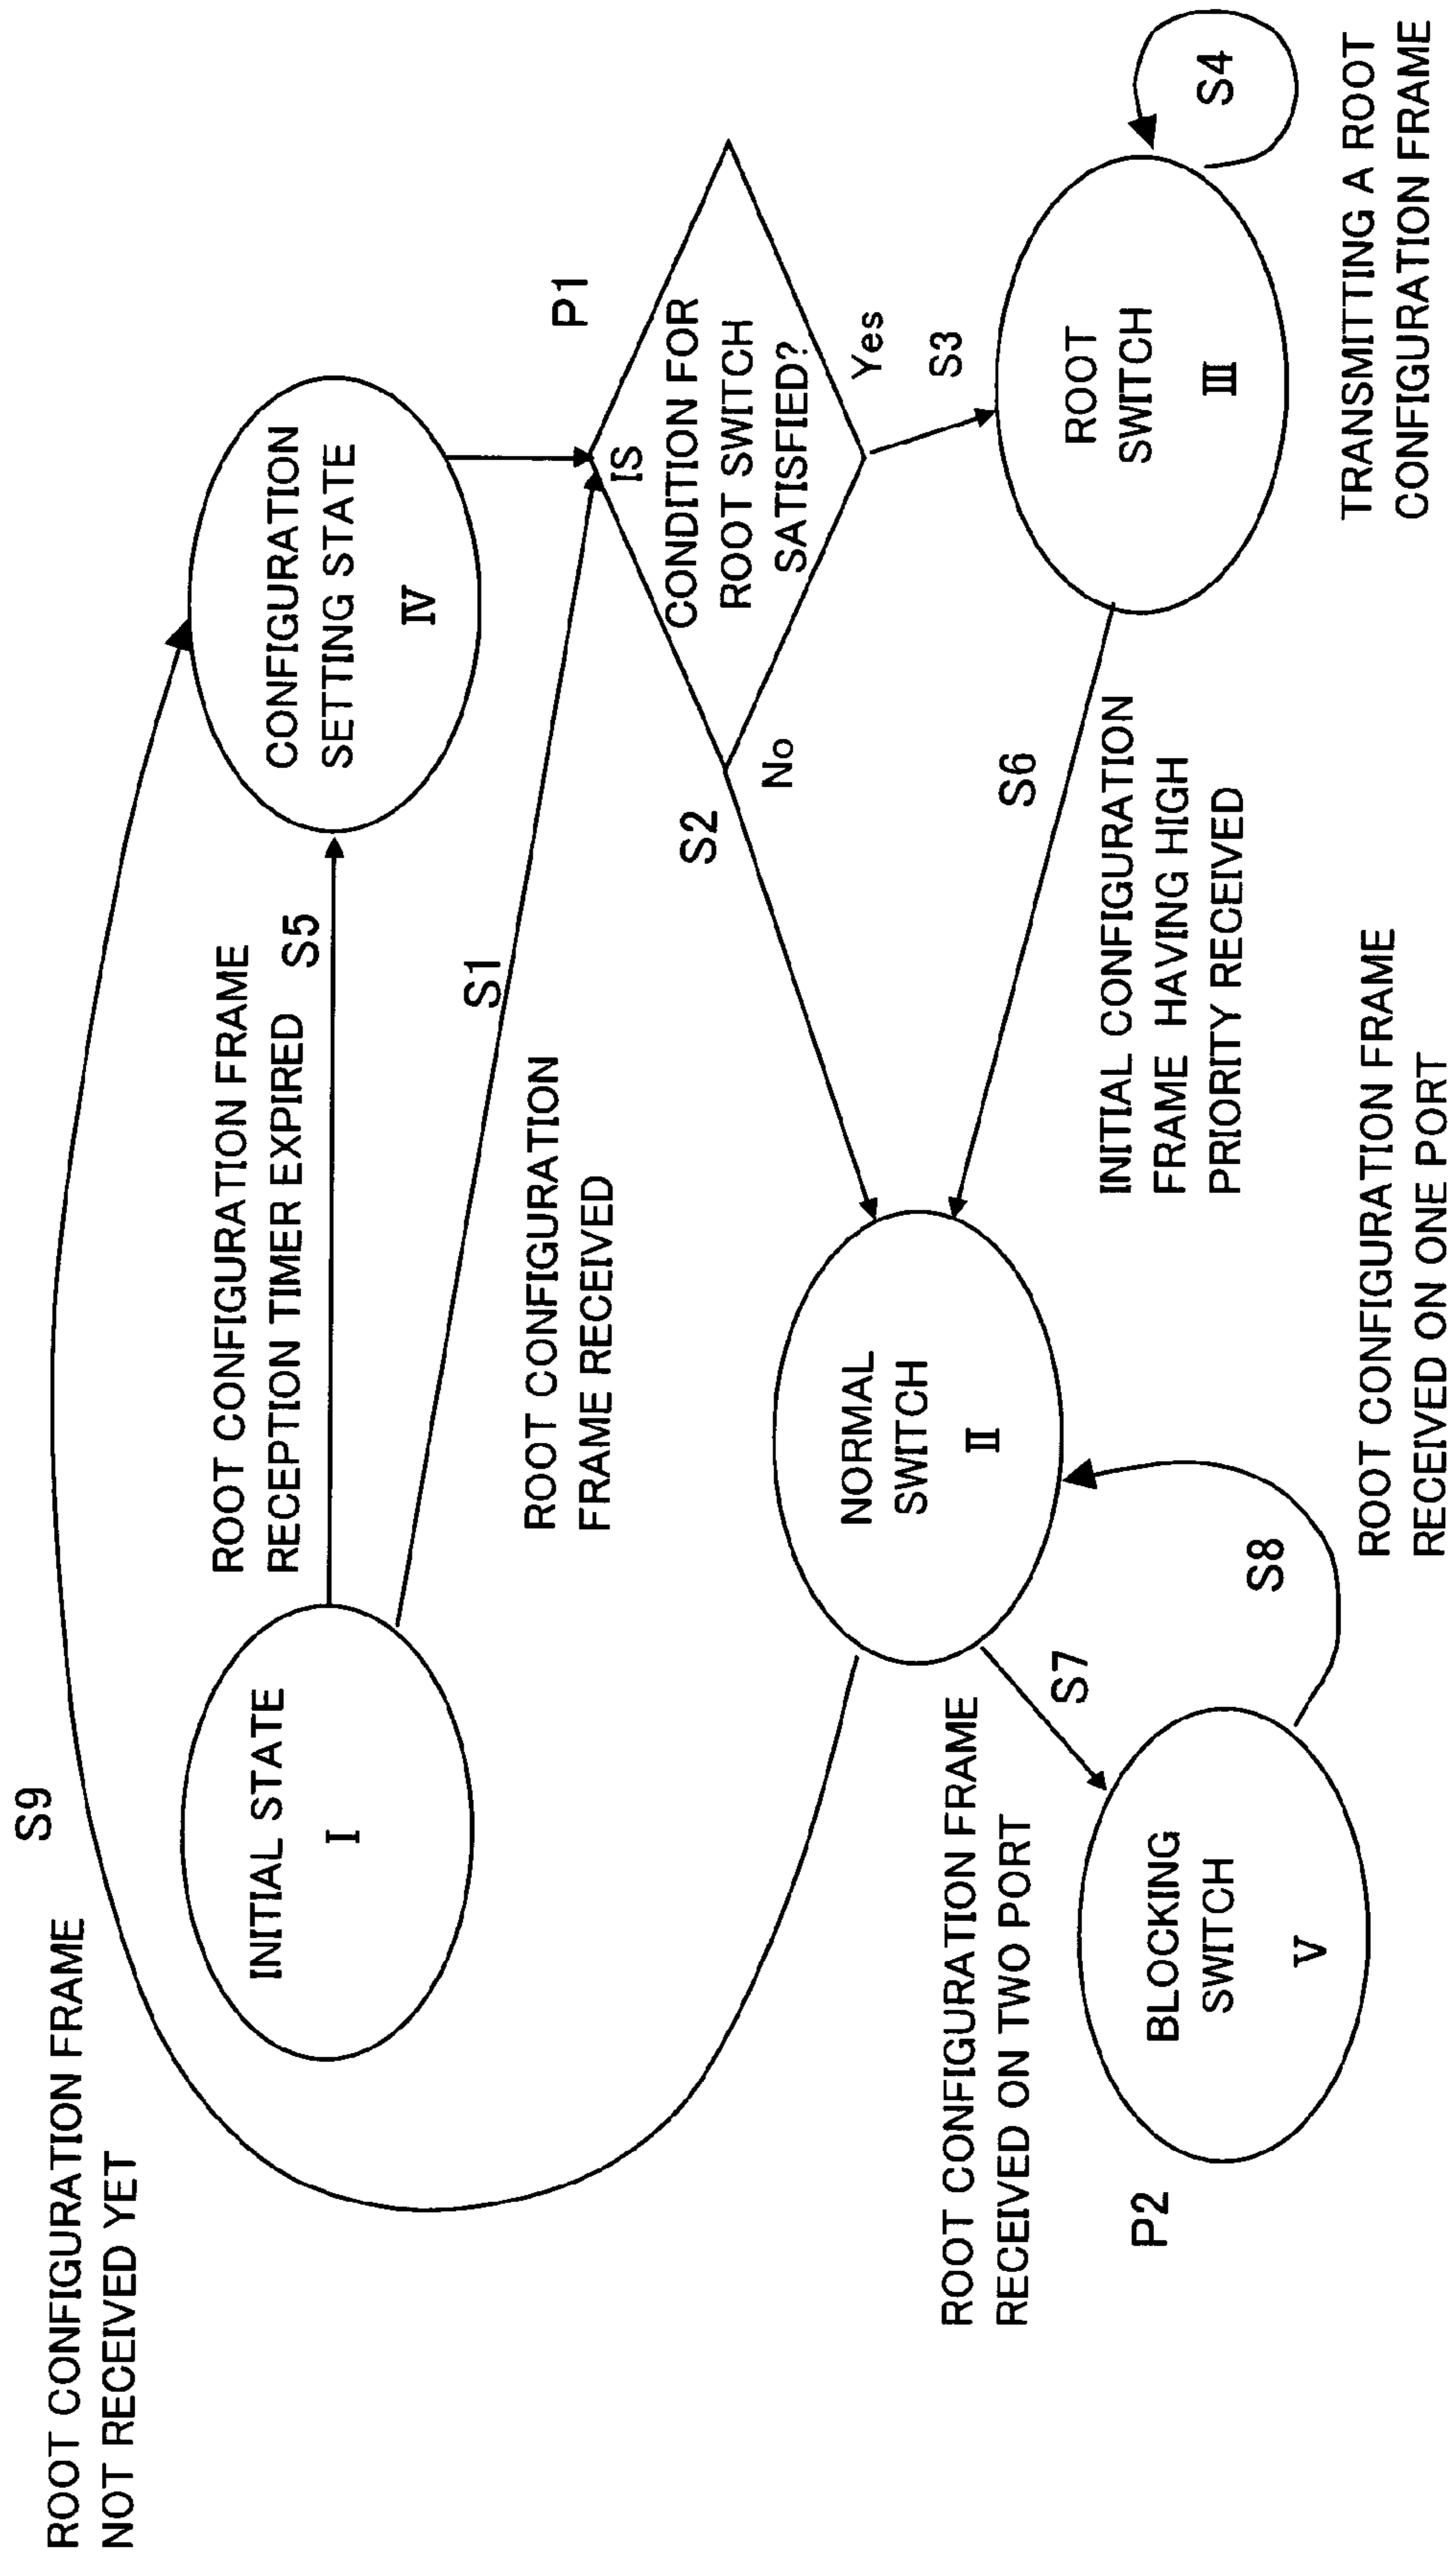 S9
ROOT CONFIGURATION FRAME
NOT RECEIVED YET
INITIAL STATE
I
ROOT CONFIGURATION FRAME
RECEPTION TIMER EXPIRED
S5
CONFIGURATION
SETTING STATE
IV
S1
ROOT CONFIGURATION
FRAME RECEIVED
P1
IS
CONDITION FOR
ROOT SWITCH
SATISFIED?
S2
No
Yes
S3
NORMAL
SWITCH
II
S6
INITIAL CONFIGURATION
FRAME HAVING HIGH
PRIORITY RECEIVED
ROOT
SWITCH
III
S4
TRANSMITTING A ROOT
CONFIGURATION FRAME
ROOT CONFIGURATION FRAME
RECEIVED ON TWO PORT
S7
P2
BLOCKING
SWITCH
V
S8
ROOT CONFIGURATION FRAME
RECEIVED ON ONE PORT